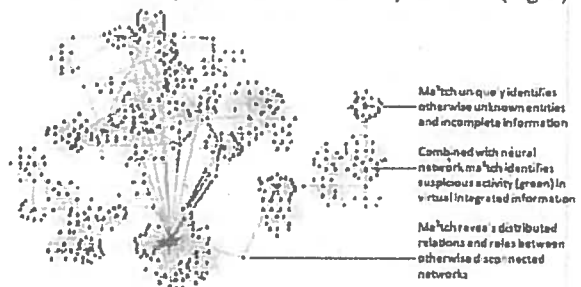 Ma³tch uniquely identifies
otherwise unknown entities
and incomplete information
Combined with neural
network ma³tch identifies
suspicious activity (green) in
virtual integrated information
Ma³tch reveals distributed
relations and roles between
otherwise disconnected
networks